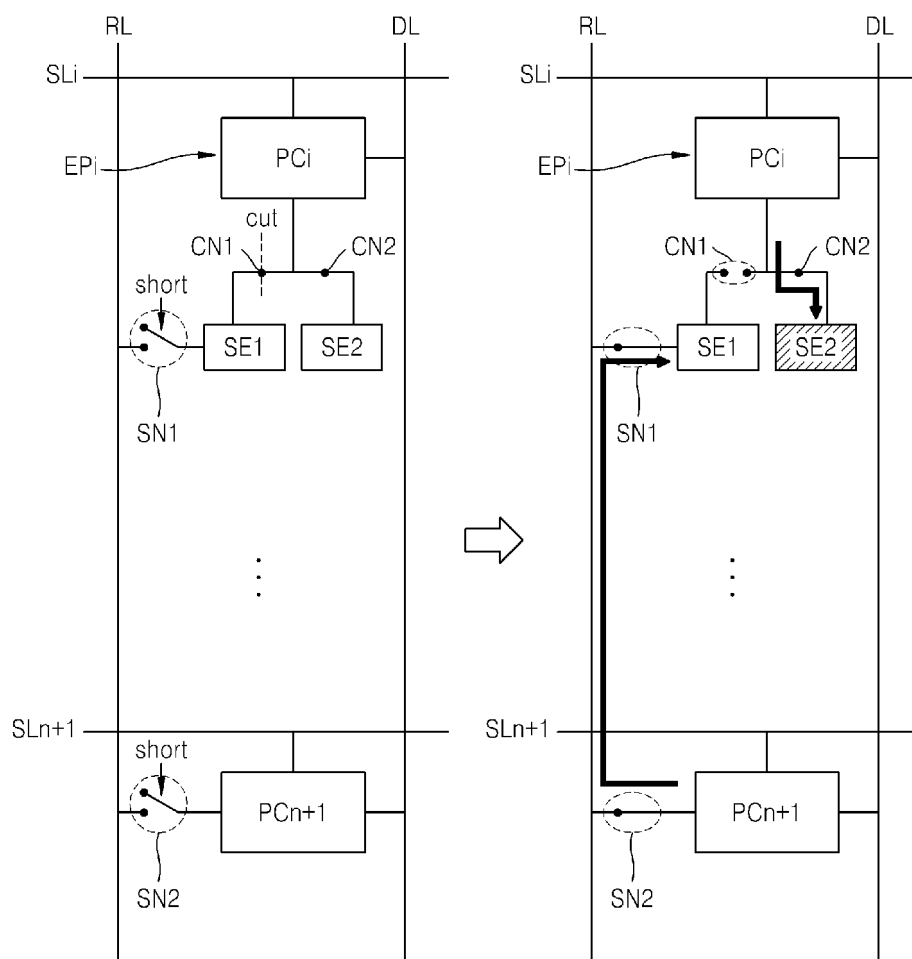 RL DL RL DL
SLi SLi
PCi PCi
EPi EPi
cut
CN1 CN2 CN1 CN2
short
SE1 SE2 SE1 SE2
SN1 SN1
SLn+1 SLn+1
short
PCn+1 PCn+1
SN2 SN2